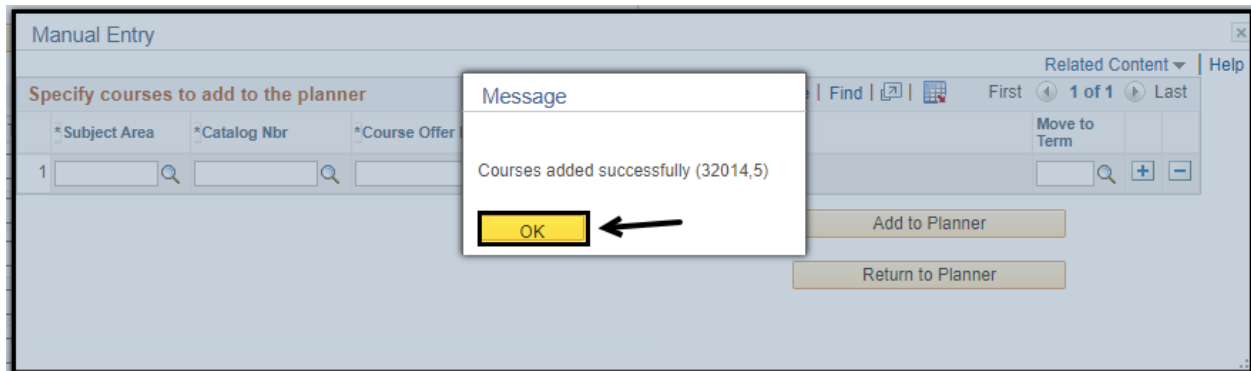 Manual Entry
Related Content | Help
Specify courses to add to the planner
| Find | | First 1 of 1 Last
*Subject Area *Catalog Nbr *Course Offer Move to Term
1
Message
Courses added successfully (32014,5)
OK
Add to Planner
Return to Planner